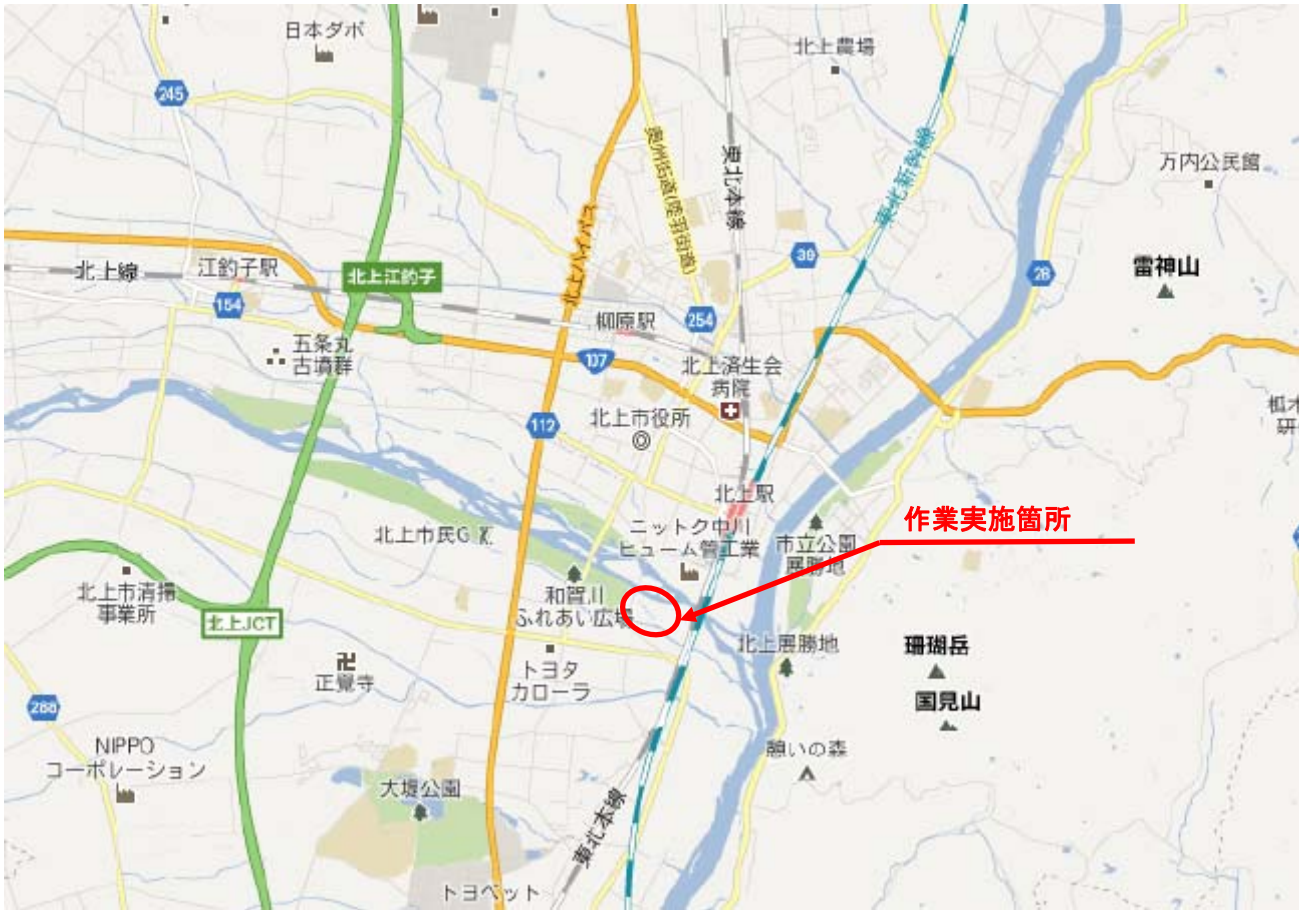 日本ダボ
北上農場
245
奥州街道(陸羽街道)
東北本線
東北新幹線
万内公民館
北上バイパス
39
28
雷神山
北上線
江釣子駅
北上江釣子
154
柳原駅
254
五条丸
古墳群
107
北上済生会
病院
112
北上市役所
北上駅
作業実施箇所
北上市民G
ニットク中川
ヒューム管工業
市立公園
展勝地
北上市清掃
事業所
和賀川
ふれあい広場
北上JCT
北上展勝地
珊瑚岳
正覺寺
トヨタ
カローラ
国見山
288
NIPPO
コーポレーション
憩いの森
大堤公園
東北本線
トヨペット